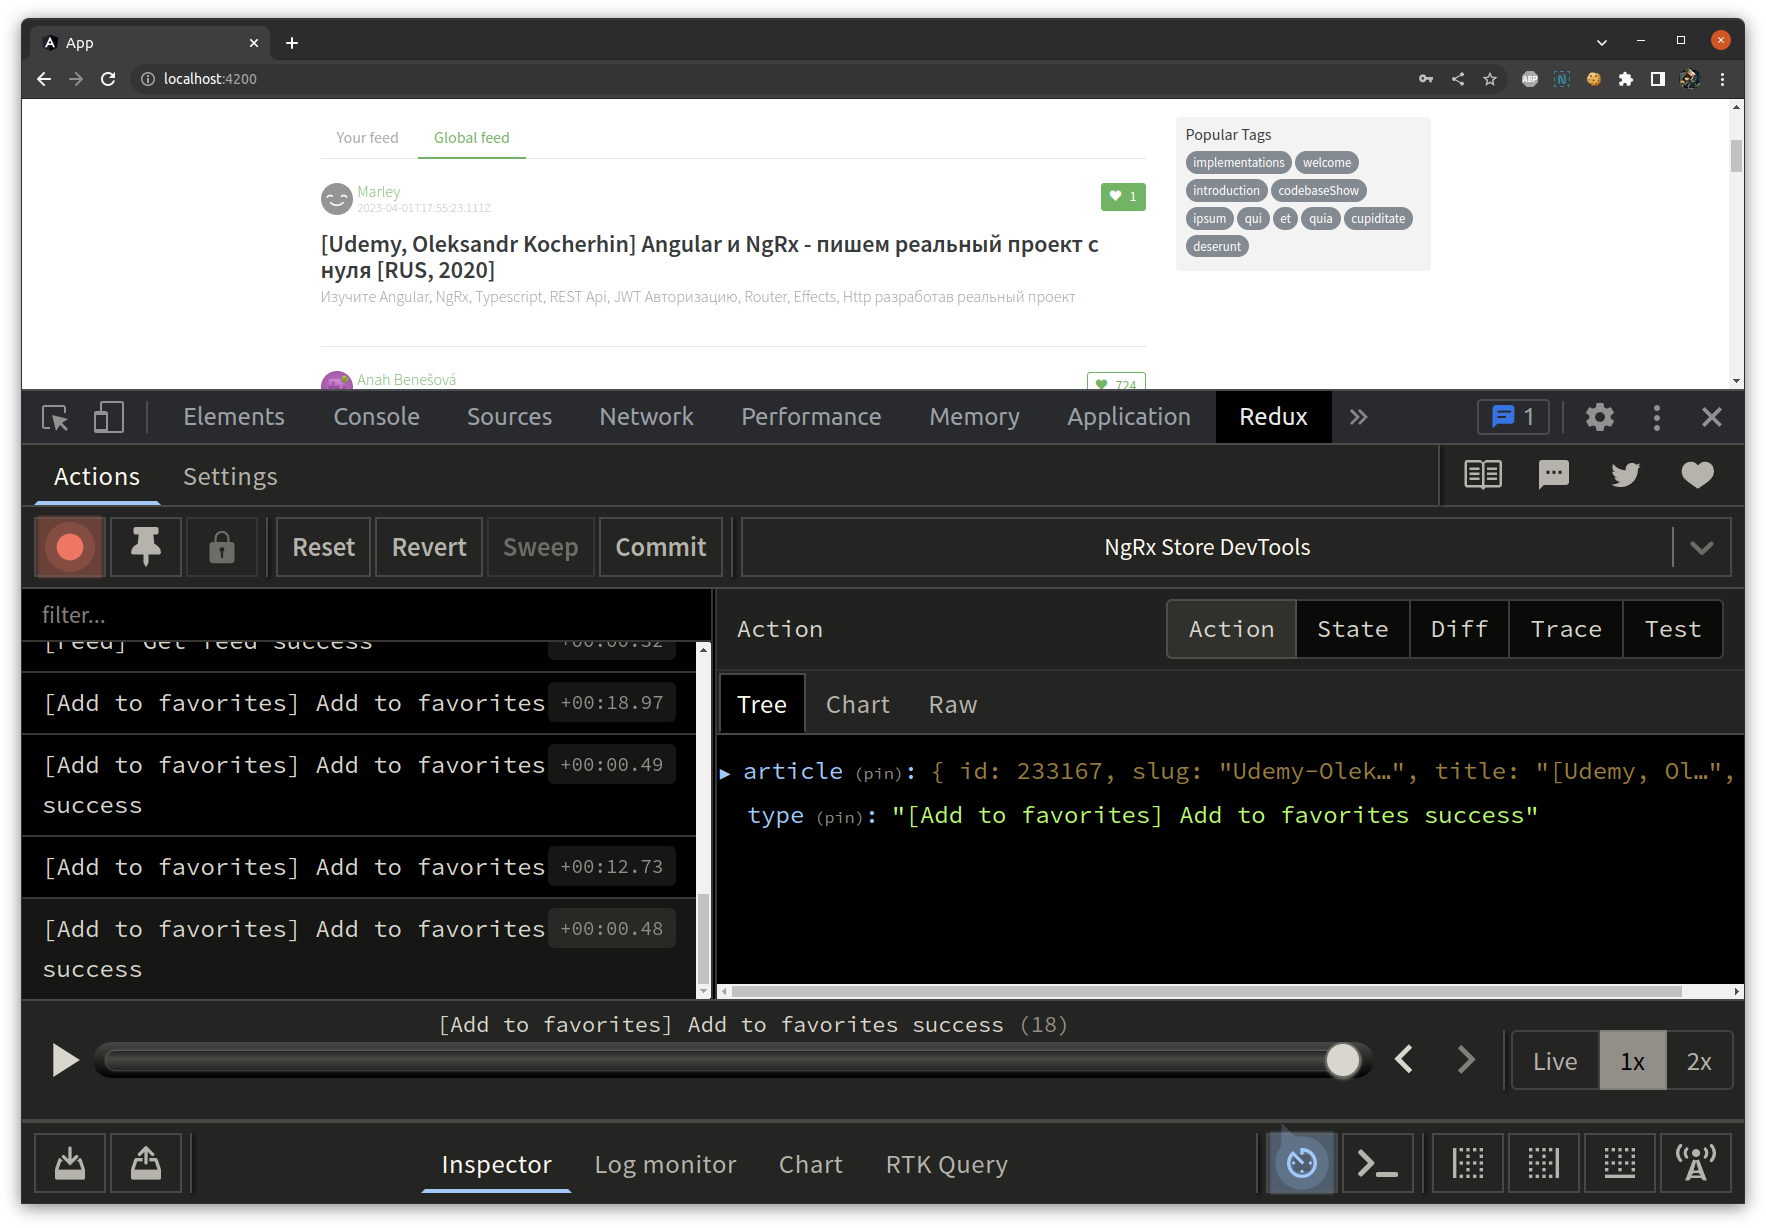 App
localhost:4200
ABP
N
Your feed
Global feed
Popular Tags
implementations
welcome
introduction
codebaseShow
ipsum
qui
et
quia
cupiditate
deserunt
Marley
2023-04-01T17:55:23.111Z
1
[Udemy, Oleksandr Kocherhin] Angular и NgRx - пишем реальный проект с
нуля [RUS, 2020]
Изучите Angular, NgRx, Typescript, REST Api, JWT Авторизацию, Router, Effects, Http разработав реальный проект
Anah Benešová
724
Elements
Console
Sources
Network
Performance
Memory
Application
Redux
1
Actions
Settings
Reset
Revert
Sweep
Commit
NgRx Store DevTools
filter...
[Feed] Get feed success
+00:00.32
[Add to favorites] Add to favorites
+00:18.97
[Add to favorites] Add to favorites
success
+00:00.49
[Add to favorites] Add to favorites
+00:12.73
[Add to favorites] Add to favorites
success
+00:00.48
Action
Action
State
Diff
Trace
Test
Tree
Chart
Raw
article (pin): { id: 233167, slug: "Udemy-Olek…", title: "[Udemy, Ol…",
type (pin): "[Add to favorites] Add to favorites success"
[Add to favorites] Add to favorites success (18)
Live
1x
2x
Inspector
Log monitor
Chart
RTK Query